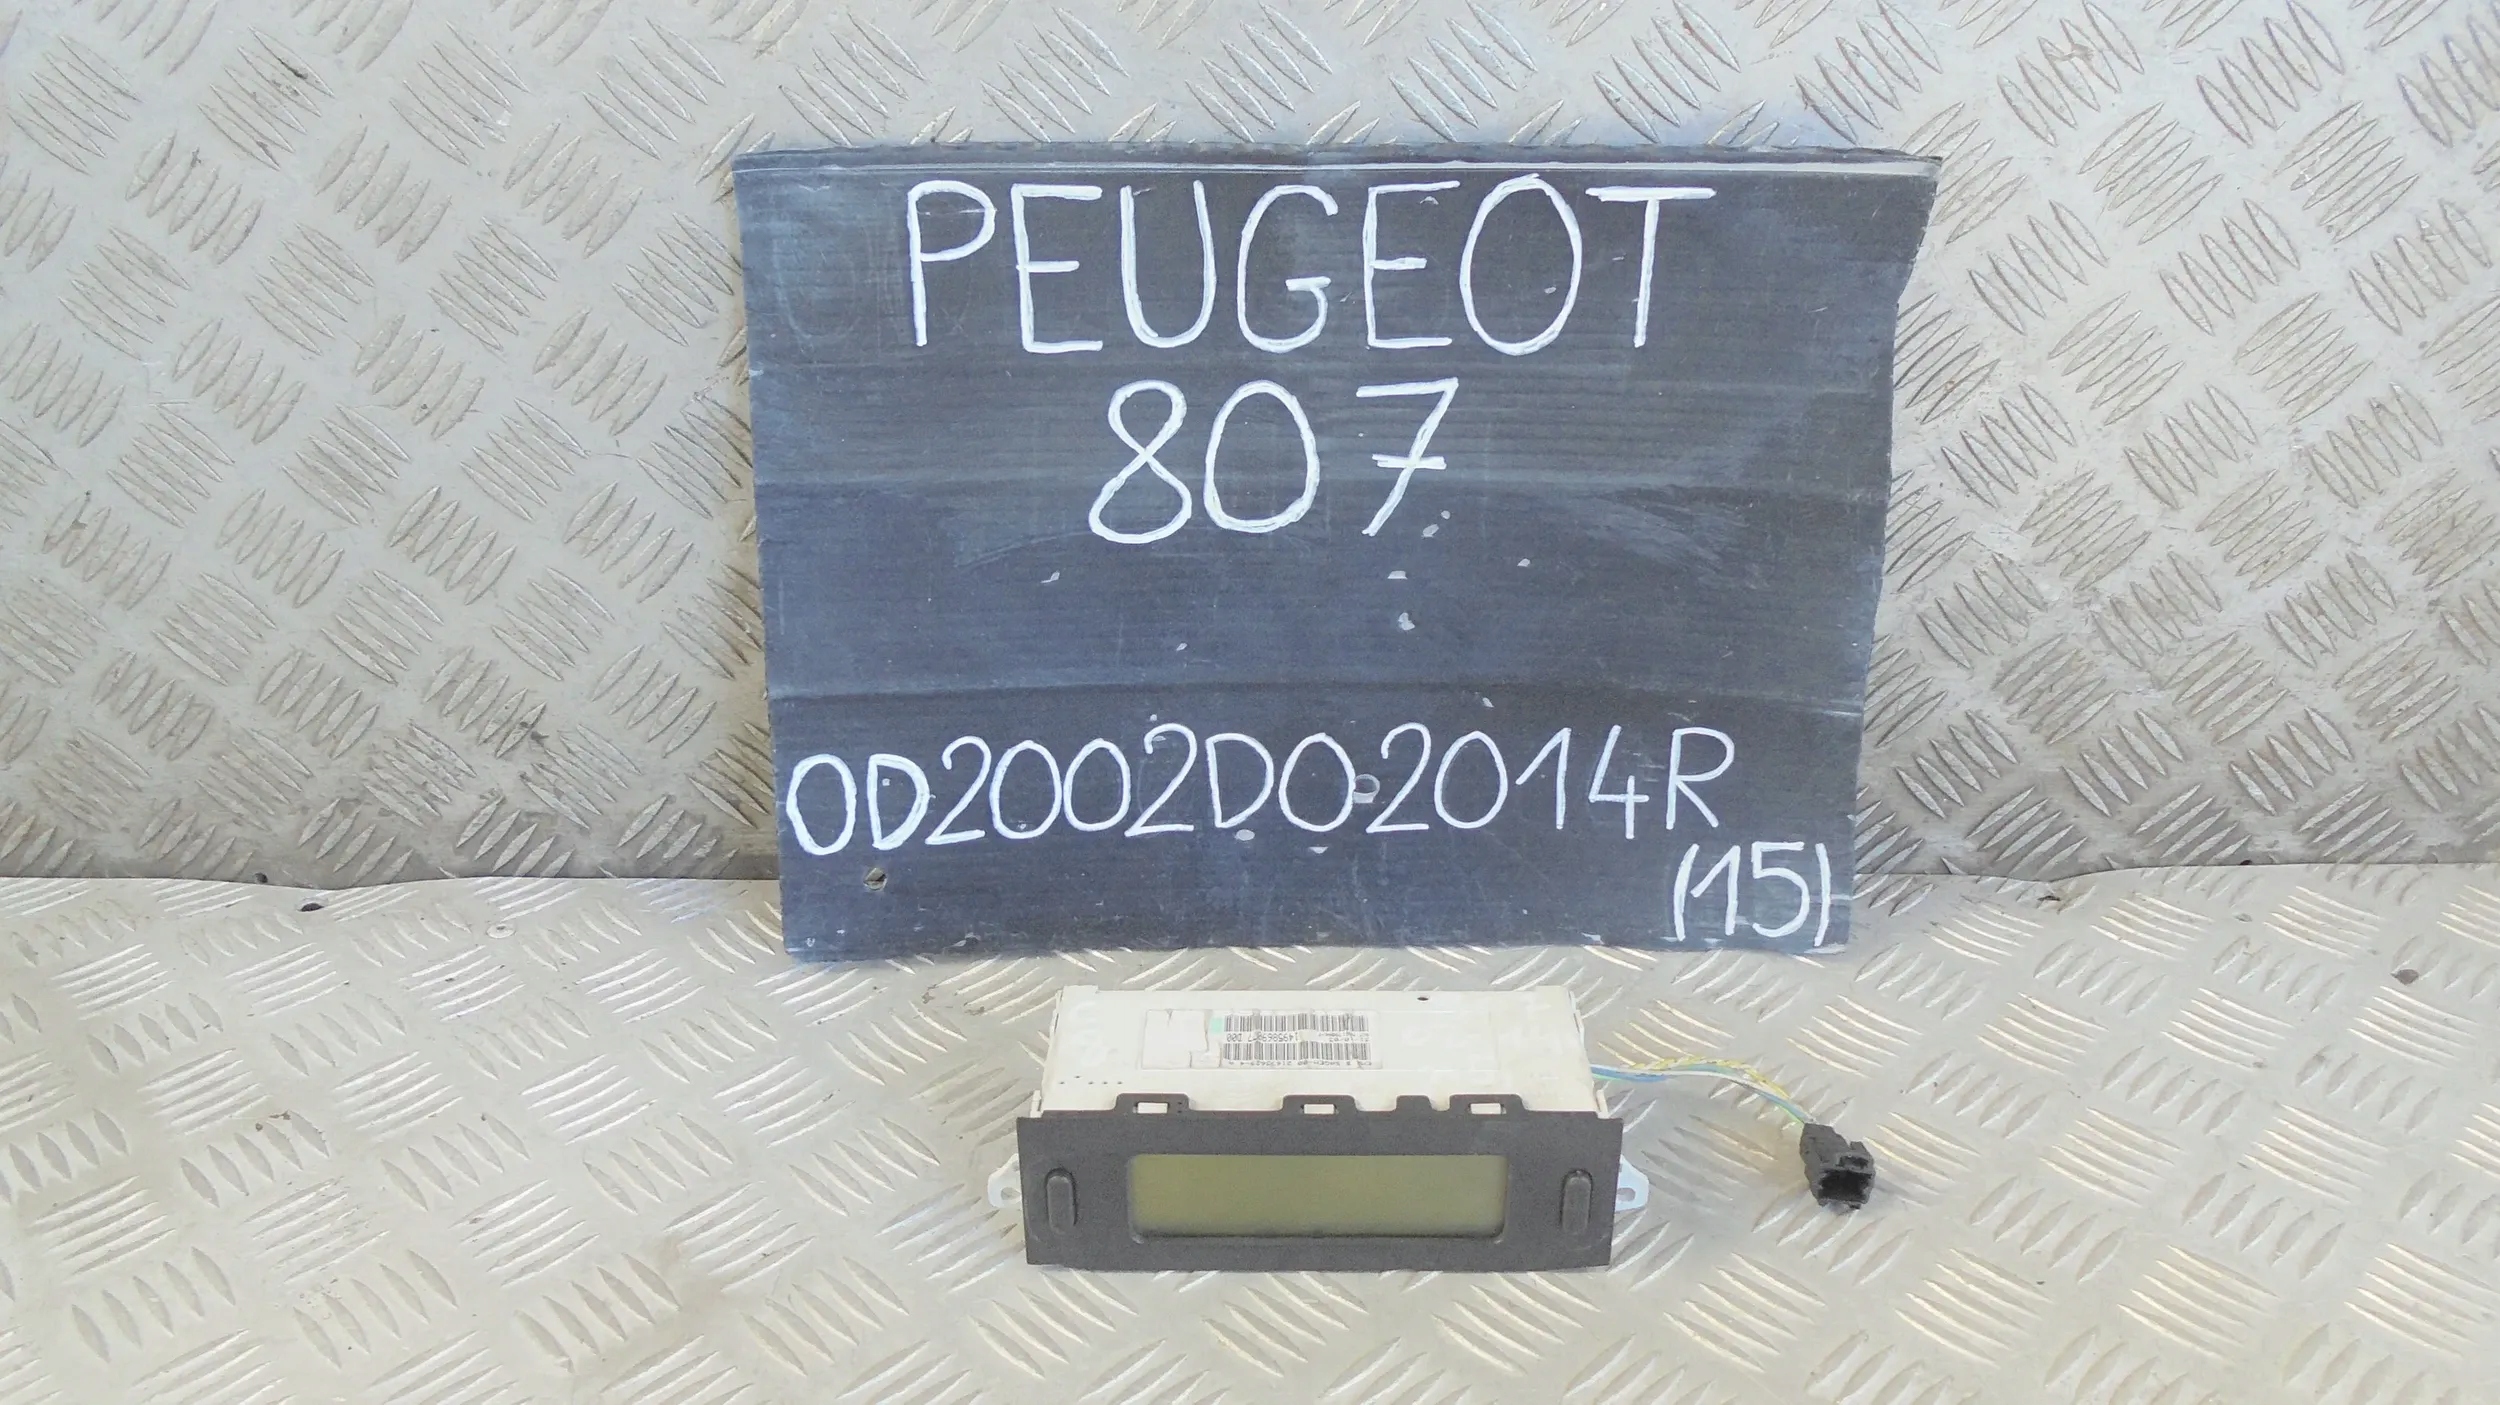 PEUGEOT
807
OD2002DO2014R
(15)